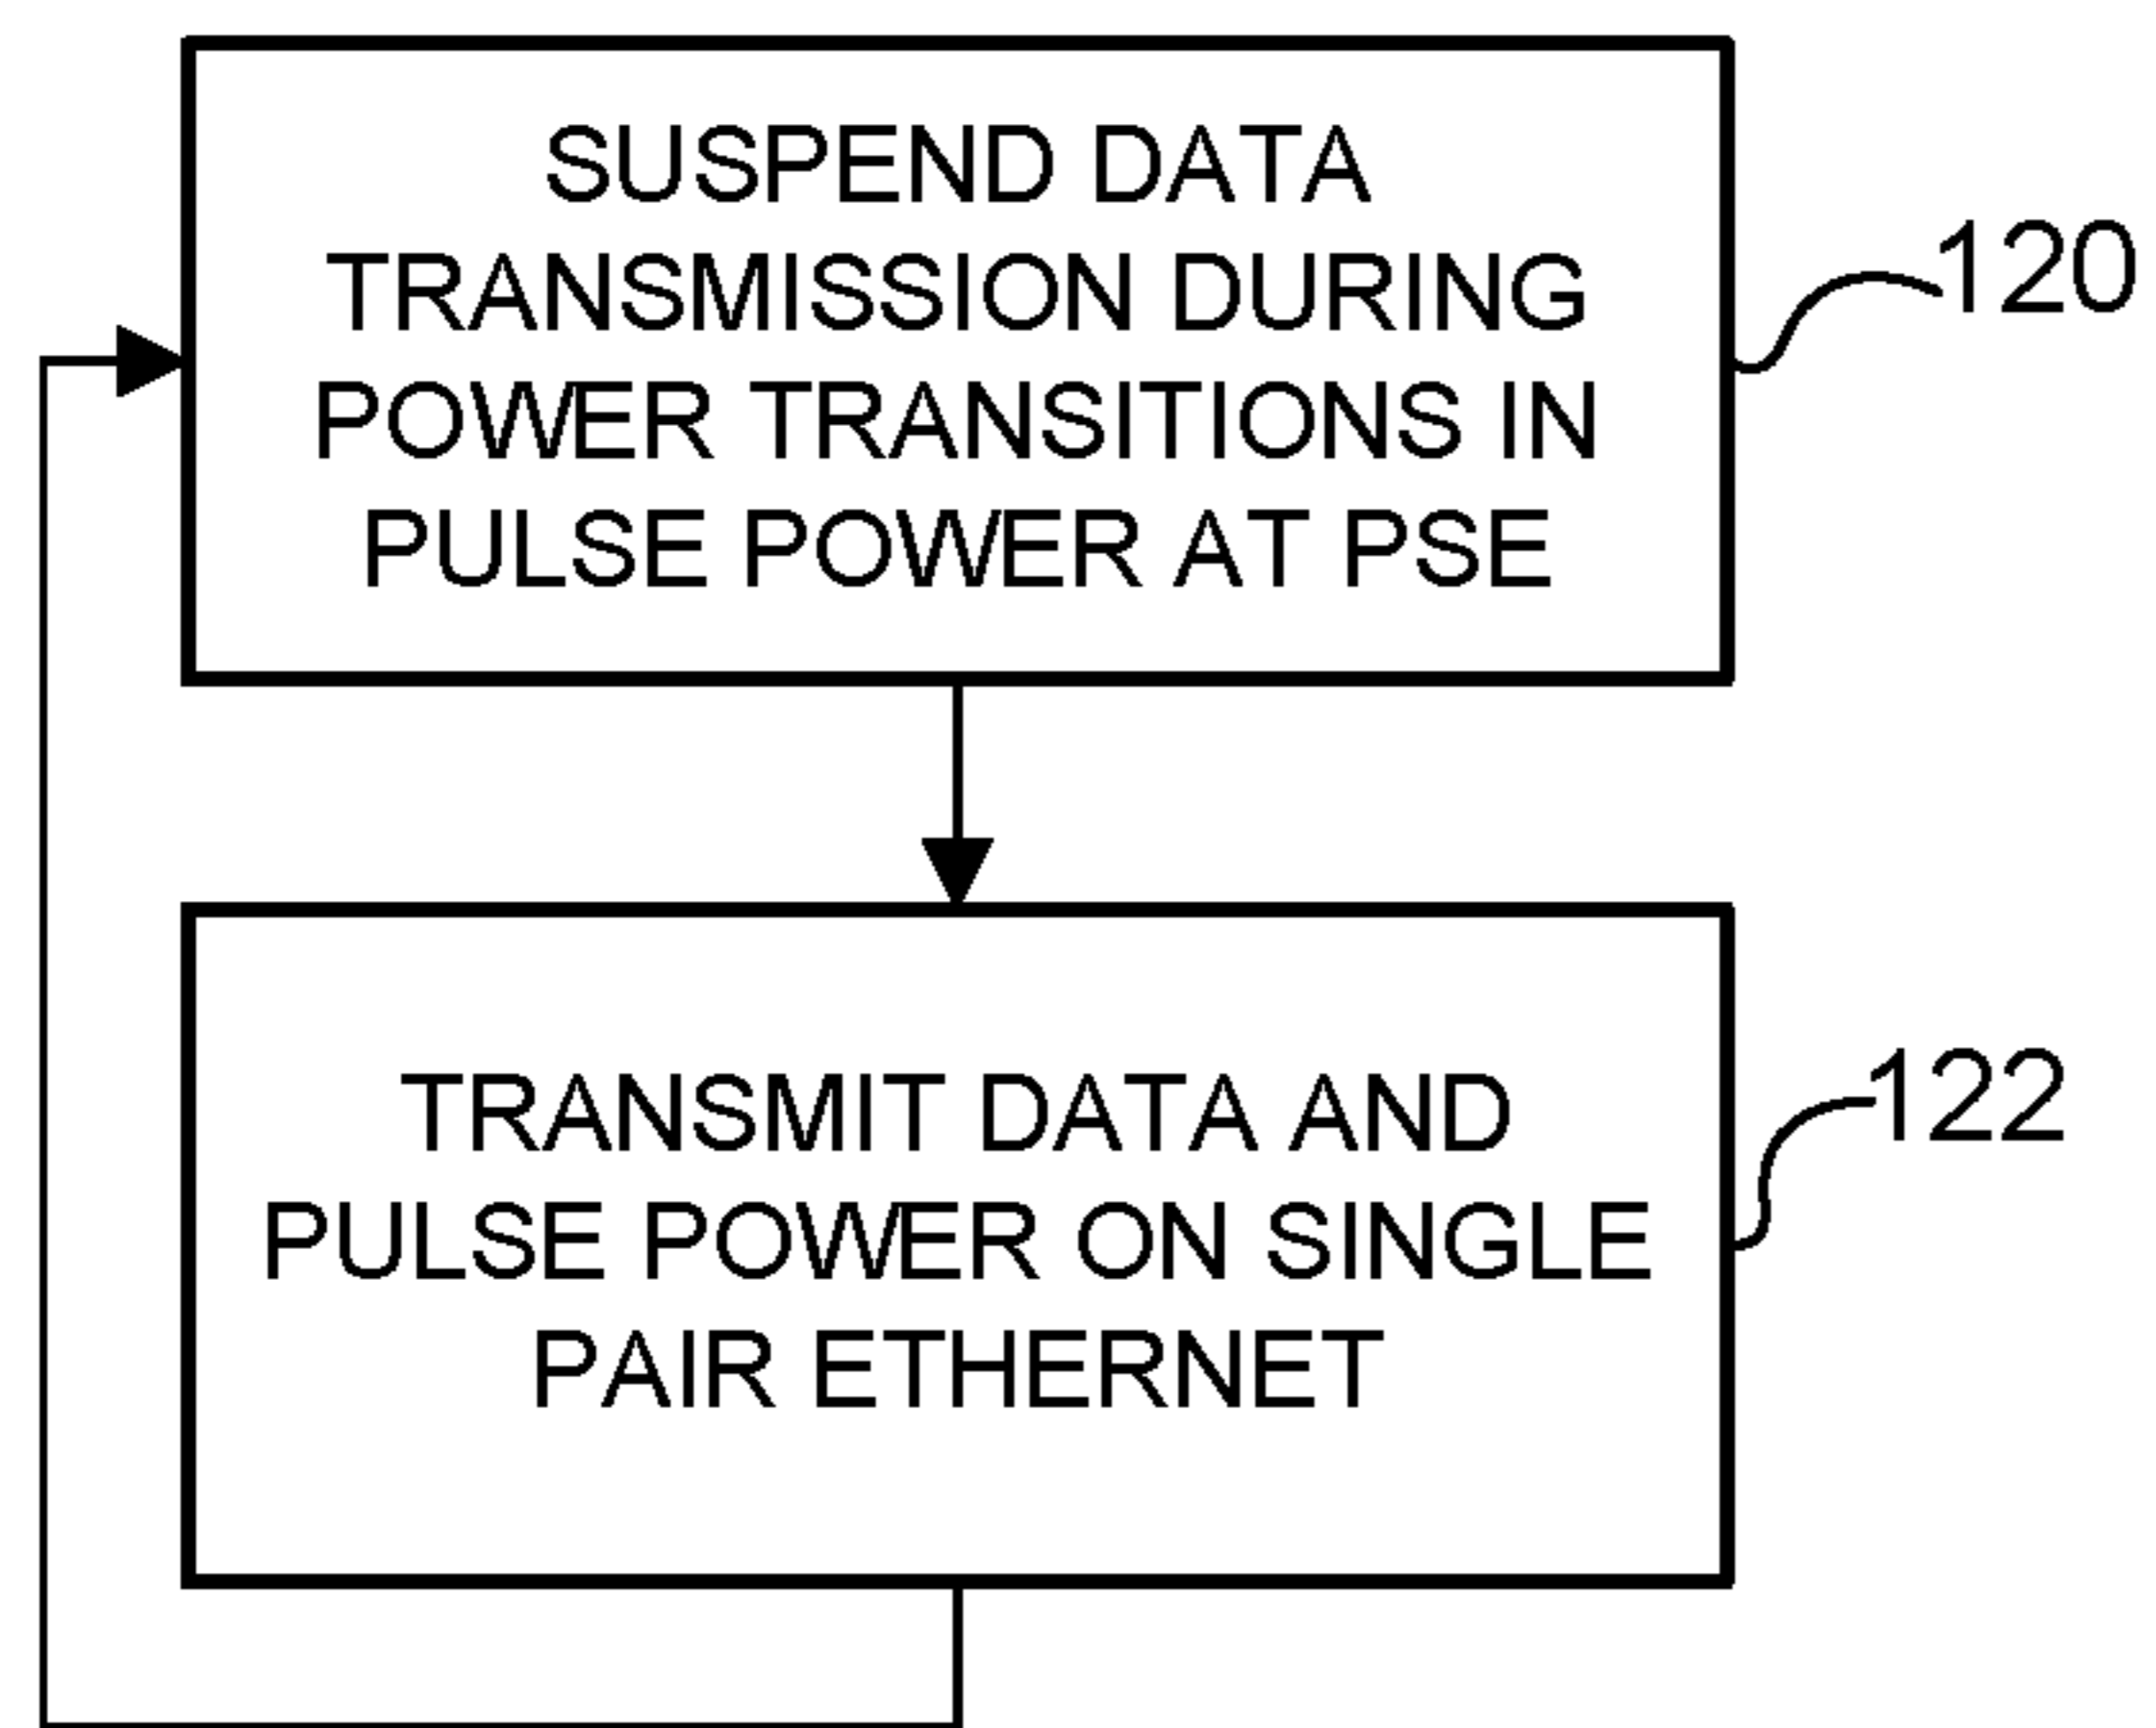 SUSPEND DATA
TRANSMISSION DURING
POWER TRANSITIONS IN
PULSE POWER AT PSE
120
TRANSMIT DATA AND
PULSE POWER ON SINGLE
PAIR ETHERNET
122